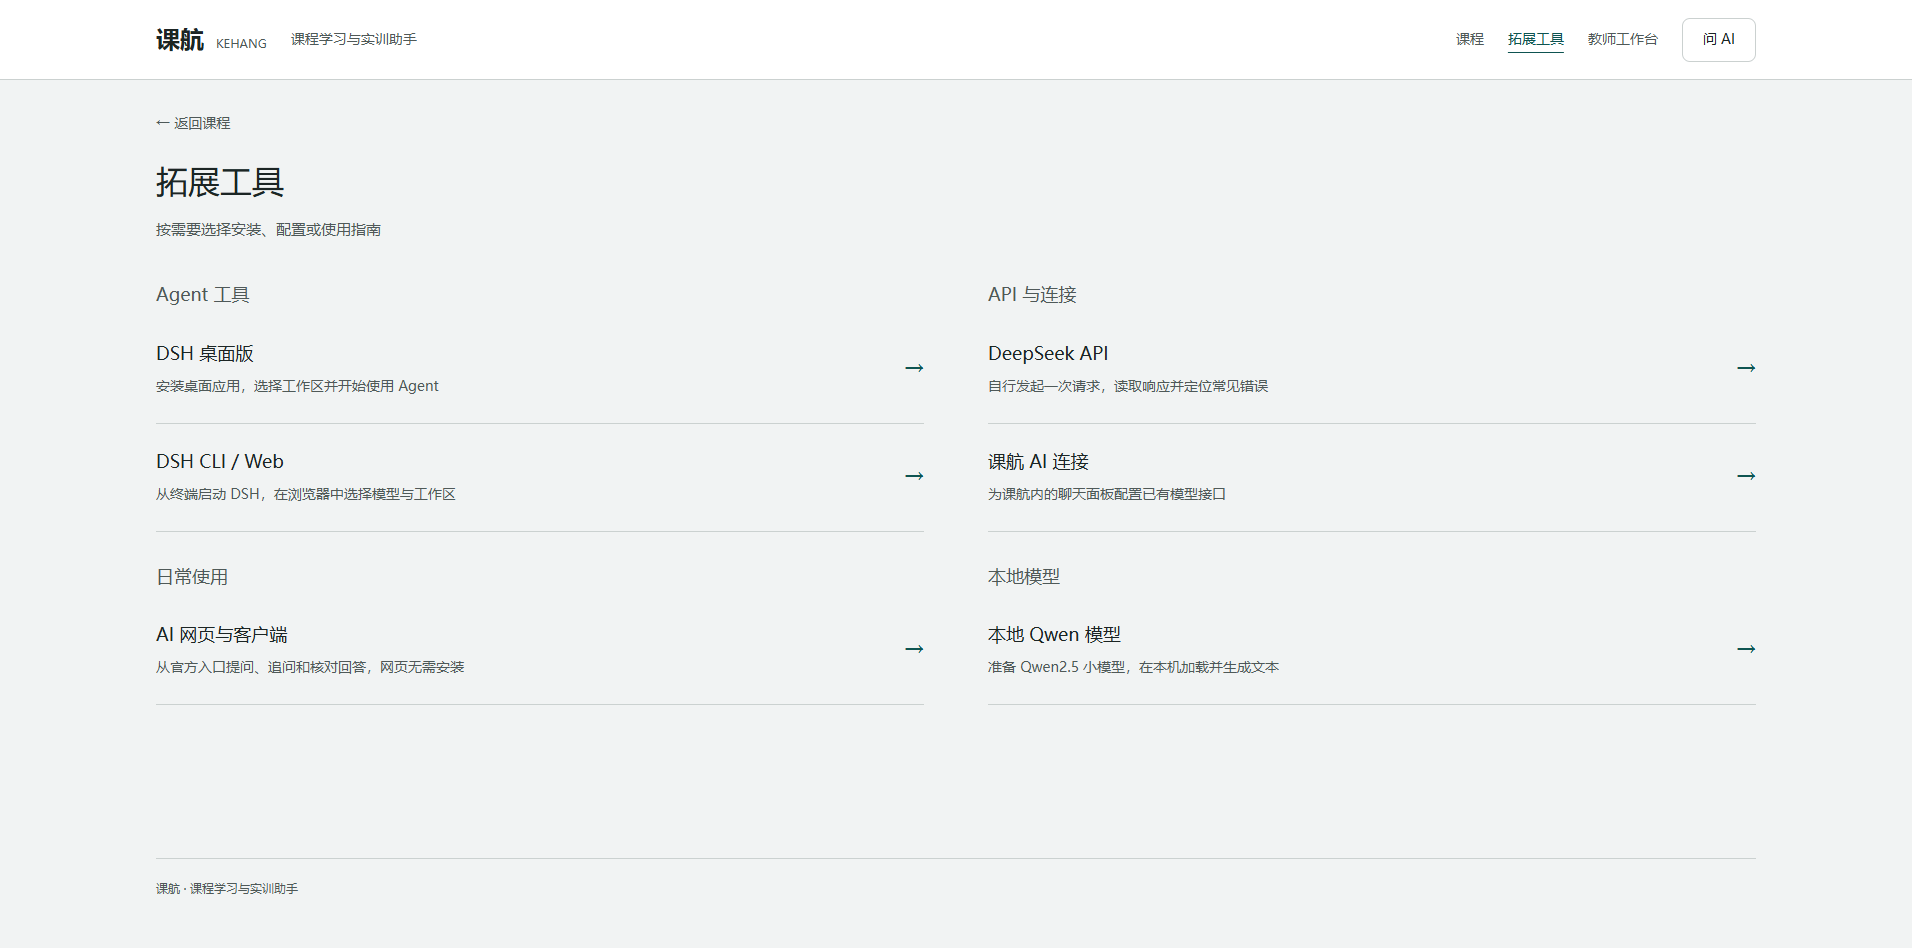 课航 KEHANG 课程学习与实训助手 课程 拓展工具 教师工作台 问 AI
← 返回课程
拓展工具
按需要选择安装、配置或使用指南
Agent 工具
DSH 桌面版 →
安装桌面应用，选择工作区并开始使用 Agent
DSH CLI / Web →
从终端启动 DSH，在浏览器中选择模型与工作区
API 与连接
DeepSeek API →
自行发起一次请求，读取响应并定位常见错误
课航 AI 连接 →
为课航内的聊天面板配置已有模型接口
日常使用
AI 网页与客户端 →
从官方入口提问、追问和核对回答，网页无需安装
本地模型
本地 Qwen 模型 →
准备 Qwen2.5 小模型，在本机加载并生成文本
课航 · 课程学习与实训助手